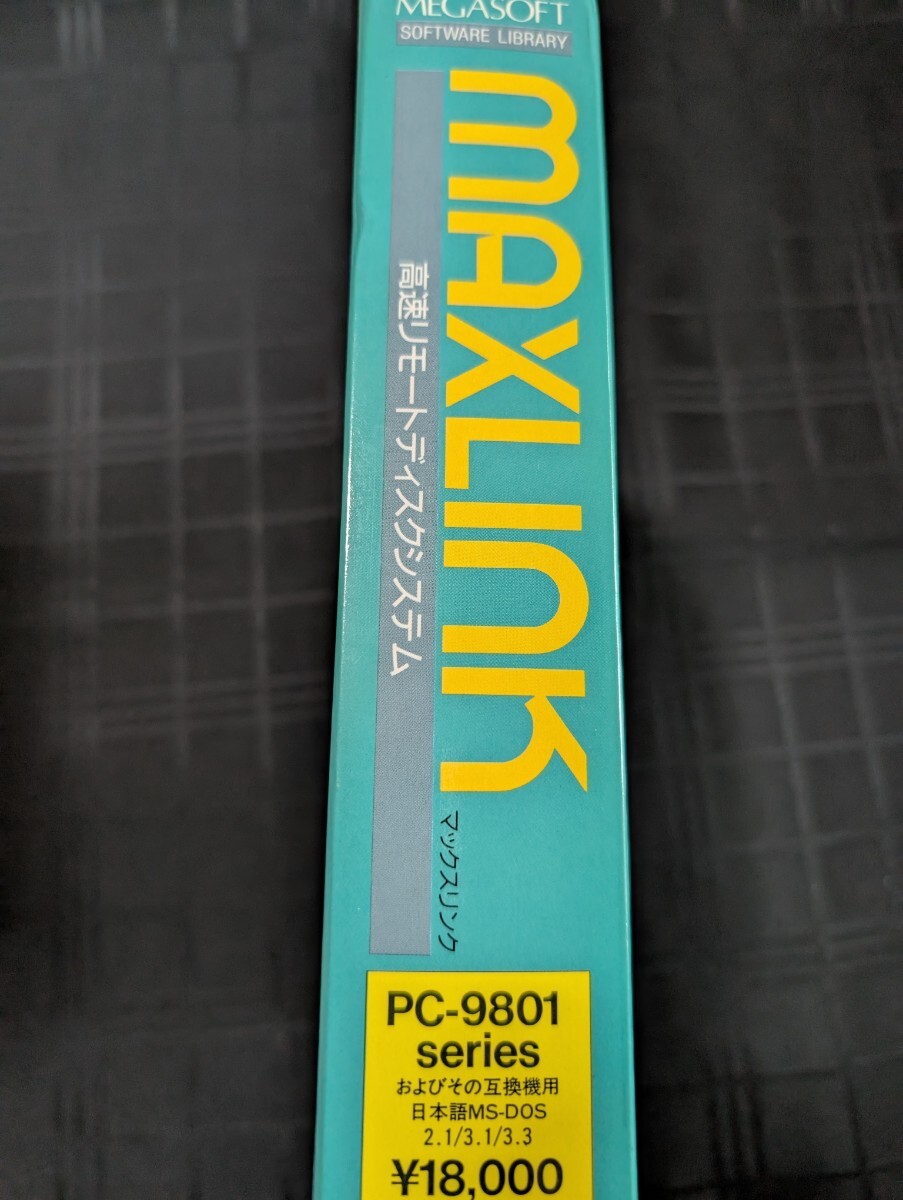 MEGASOFT
SOFTWARE LIBRARY
MAXLINK
マックスリンク
高速リモートディスクシステム
PC-9801
series
およびその互換機用
日本語MS-DOS
2.1/3.1/3.3
¥18,000